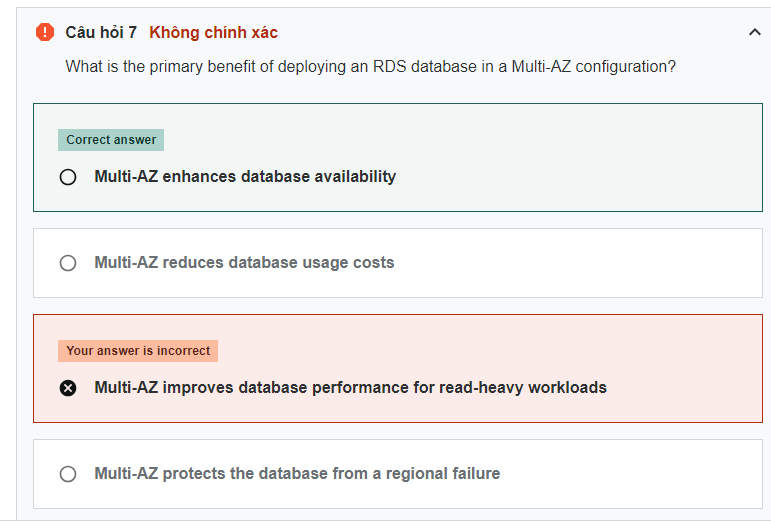 Câu hỏi 7 Không chính xác
What is the primary benefit of deploying an RDS database in a Multi-AZ configuration?
Correct answer
Multi-AZ enhances database availability
Multi-AZ reduces database usage costs
Your answer is incorrect
Multi-AZ improves database performance for read-heavy workloads
Multi-AZ protects the database from a regional failure